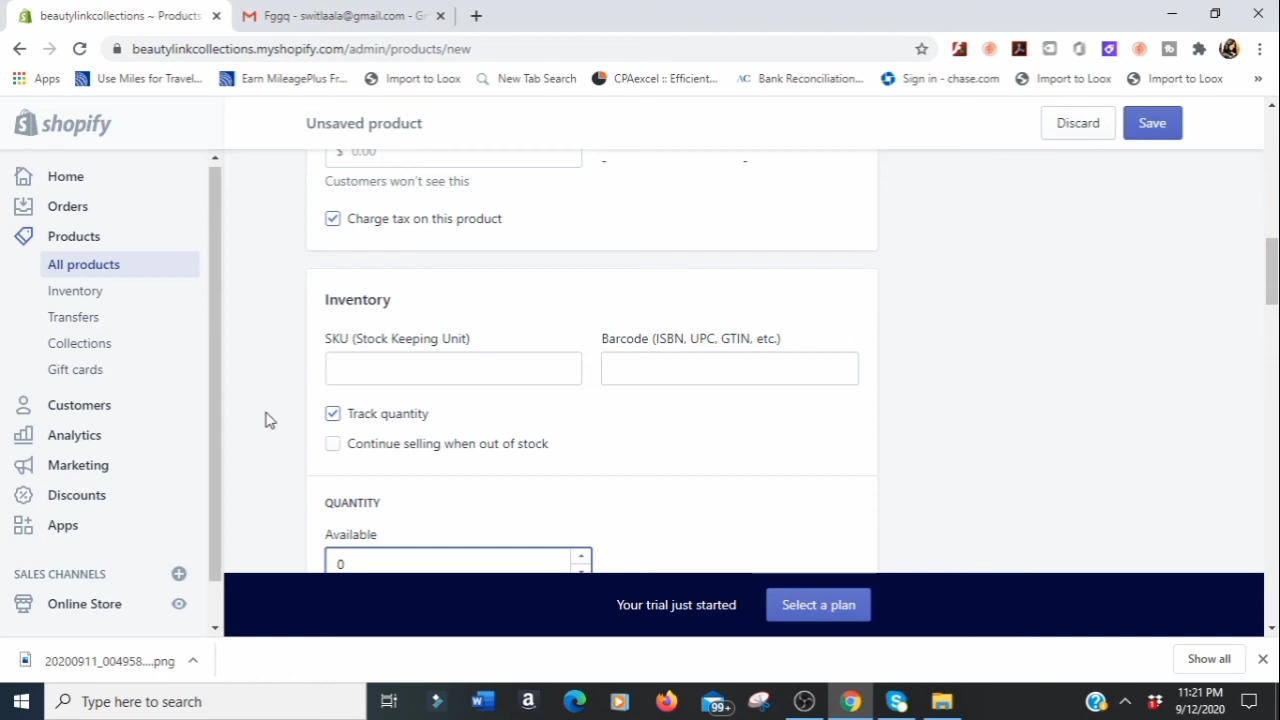 beautylinkcollections ~ Products
Fggq - switlaala@gmail.com - Gr
beautylinkcollections.myshopify.com/admin/products/new
Apps
Use Miles for Travel...
Earn MileagePlus Fr...
Import to Loox
New Tab Search
CPAexcel :: Efficient...
AC Bank Reconciliation...
Sign in - chase.com
Import to Loox
Import to Loox
shopify
Unsaved product
Discard
Save
Home
Orders
Products
All products
Inventory
Transfers
Collections
Gift cards
Customers
Analytics
Marketing
Discounts
Apps
SALES CHANNELS
Online Store
$ 0.00
- -
Customers won't see this
Charge tax on this product
Inventory
SKU (Stock Keeping Unit)
Barcode (ISBN, UPC, GTIN, etc.)
Track quantity
Continue selling when out of stock
QUANTITY
Available
0
Your trial just started
Select a plan
20200911_004958....png
Show all
Type here to search
99+
11:21 PM
9/12/2020